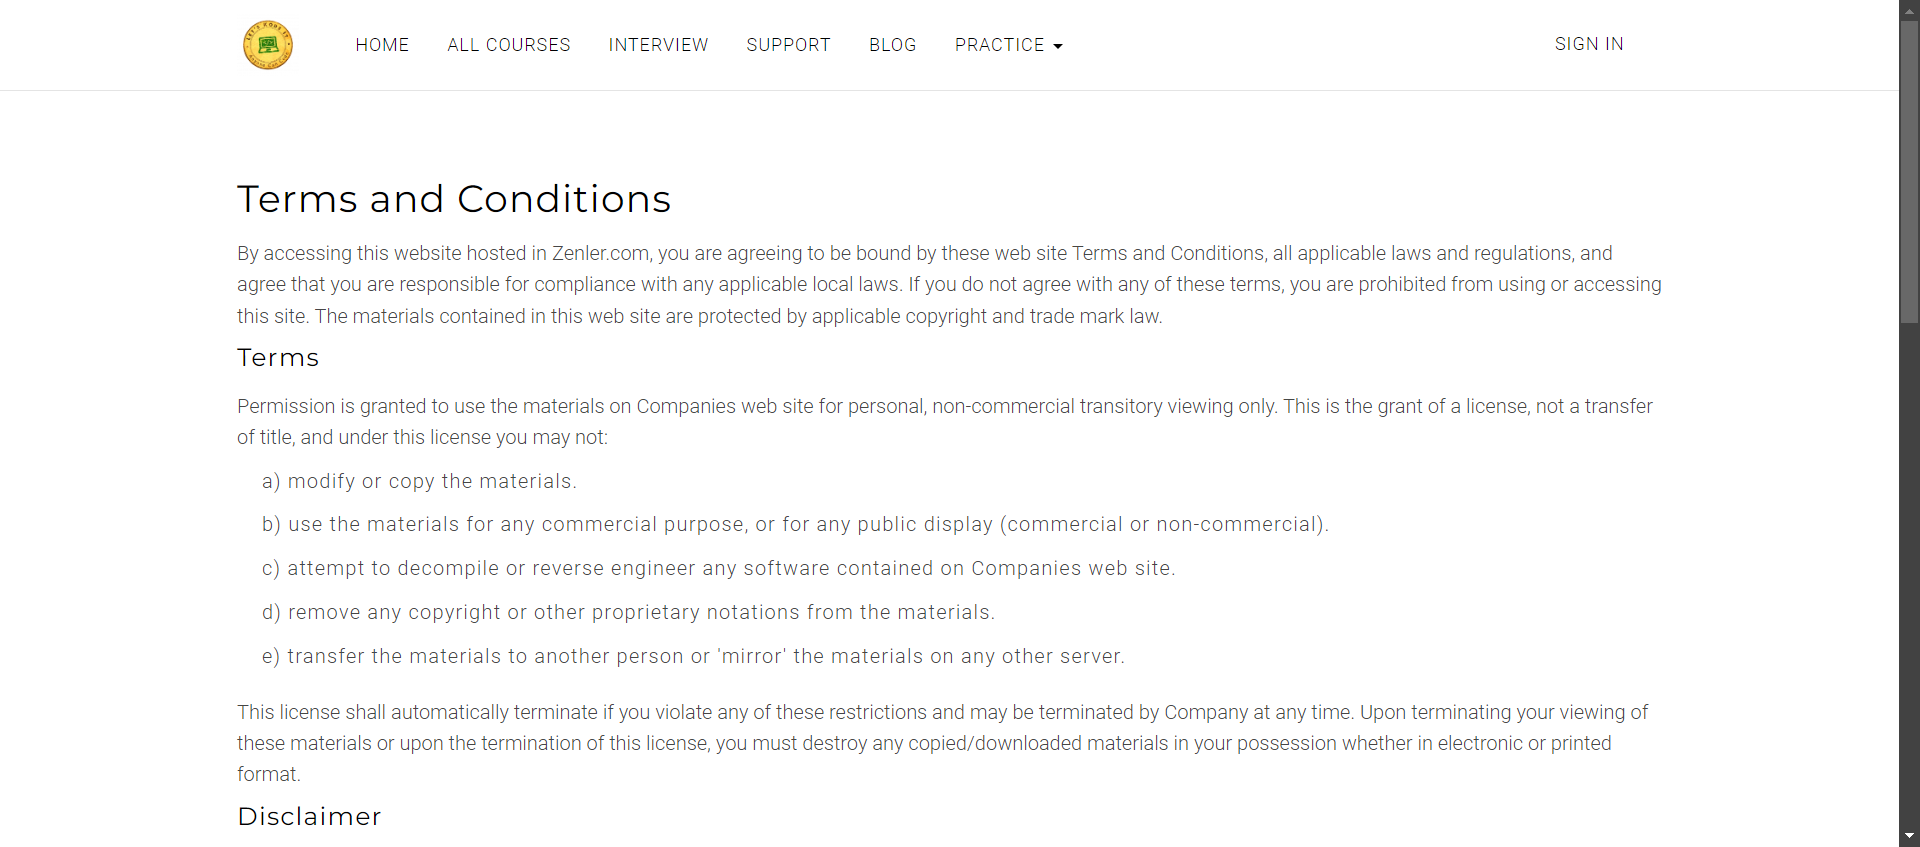 HOME
ALL COURSES
INTERVIEW
SUPPORT
BLOG
PRACTICE
SIGN IN
Terms and Conditions
By accessing this website hosted in Zenler.com, you are agreeing to be bound by these web site Terms and Conditions, all applicable laws and regulations, and
agree that you are responsible for compliance with any applicable local laws. If you do not agree with any of these terms, you are prohibited from using or accessing
this site. The materials contained in this web site are protected by applicable copyright and trade mark law.
Terms
Permission is granted to use the materials on Companies web site for personal, non-commercial transitory viewing only. This is the grant of a license, not a transfer
of title, and under this license you may not:
a) modify or copy the materials.
b) use the materials for any commercial purpose, or for any public display (commercial or non-commercial).
c) attempt to decompile or reverse engineer any software contained on Companies web site.
d) remove any copyright or other proprietary notations from the materials.
e) transfer the materials to another person or 'mirror' the materials on any other server.
This license shall automatically terminate if you violate any of these restrictions and may be terminated by Company at any time. Upon terminating your viewing of
these materials or upon the termination of this license, you must destroy any copied/downloaded materials in your possession whether in electronic or printed
format.
Disclaimer